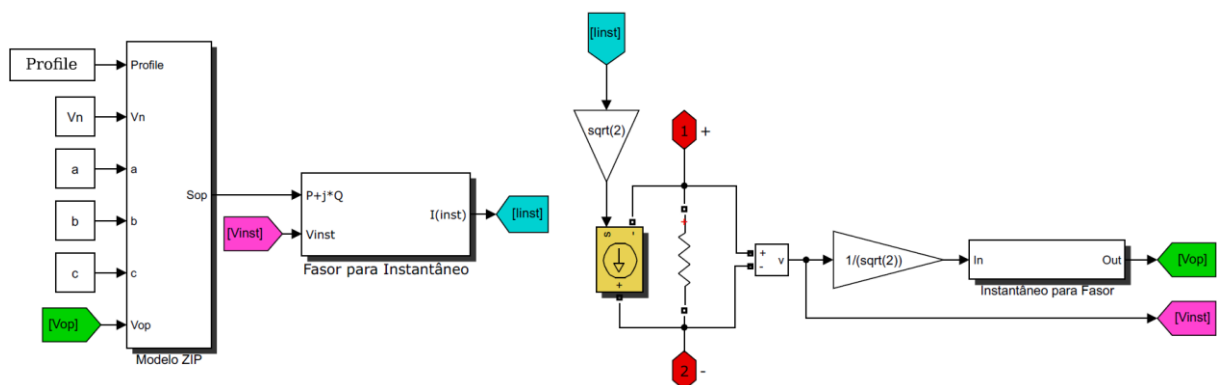 Profile
Vn
a
b
c
[Vop]
Profile
Vn
a
b
c
Vop
Sop
Modelo ZIP
[Vinst]
P+j*Q
Vinst
I(inst)
Fasor para Instantâneo
[Iinst]
[Iinst]
sqrt(2)
s
-
+
1
+
+
2
-
+
-
v
1/(sqrt(2))
In
Out
Instantâneo para Fasor
[Vop]
[Vinst]